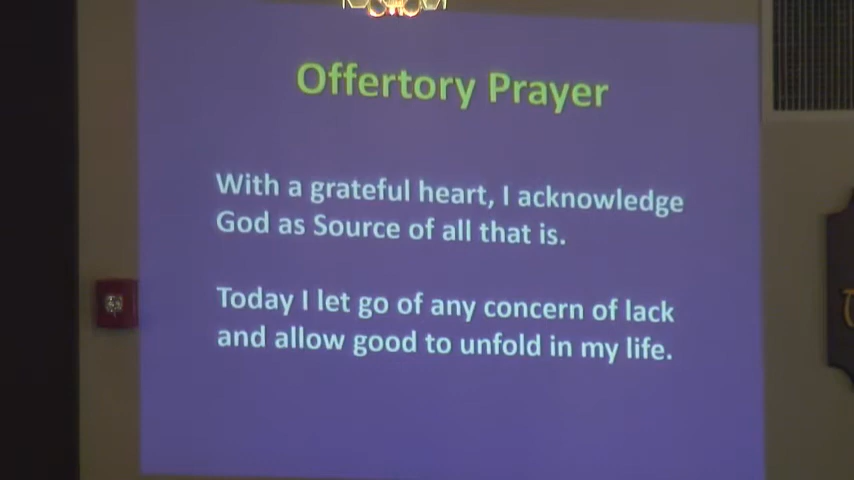 Offertory Prayer
With a grateful heart, I acknowledge
God as Source of all that is.
Today I let go of any concern of lack
and allow good to unfold in my life.